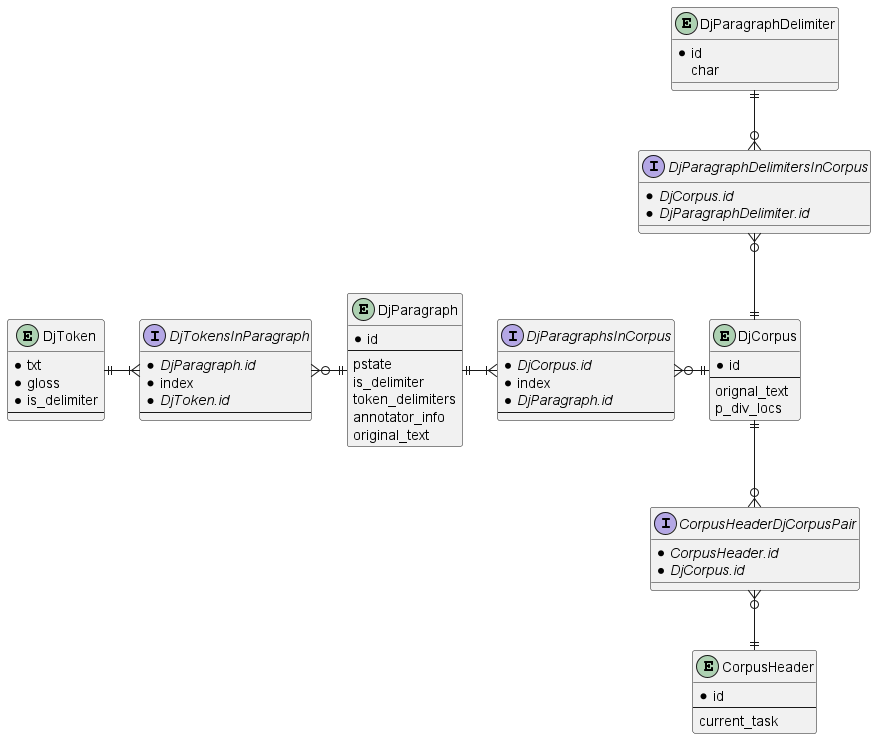 E DjParagraphDelimiter
id
char
I DjParagraphDelimitersInCorpus
DjCorpus.id
DjParagraphDelimiter.id
E DjToken
txt
gloss
is_delimiter
I DjTokensInParagraph
DjParagraph.id
index
DjToken.id
E DjParagraph
id
pstate
is_delimiter
token_delimiters
annotator_info
original_text
I DjParagraphsInCorpus
DjCorpus.id
index
DjParagraph.id
E DjCorpus
id
orignal_text
p_div_locs
I CorpusHeaderDjCorpusPair
CorpusHeader.id
DjCorpus.id
E CorpusHeader
id
current_task